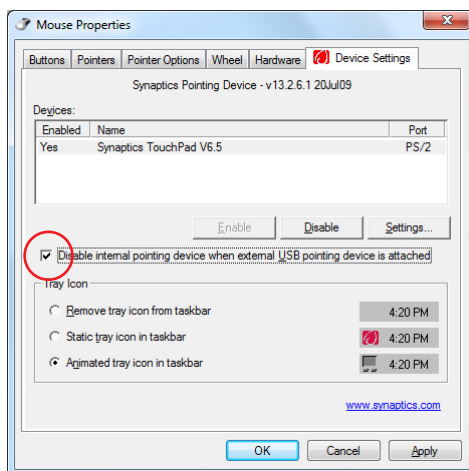 Mouse Properties
Buttons Pointers Pointer Options Wheel Hardware Device Settings
Synaptics Pointing Device - v13.2.6.1 20Jul09
Devices:
Enabled Name Port
Yes Synaptics TouchPad V6.5 PS/2
Enable Disable Settings...
Disable internal pointing device when external USB pointing device is attached
Tray Icon
Remove tray icon from taskbar 4:20 PM
Static tray icon in taskbar 4:20 PM
Animated tray icon in taskbar 4:20 PM
www.synaptics.com
OK Cancel Apply